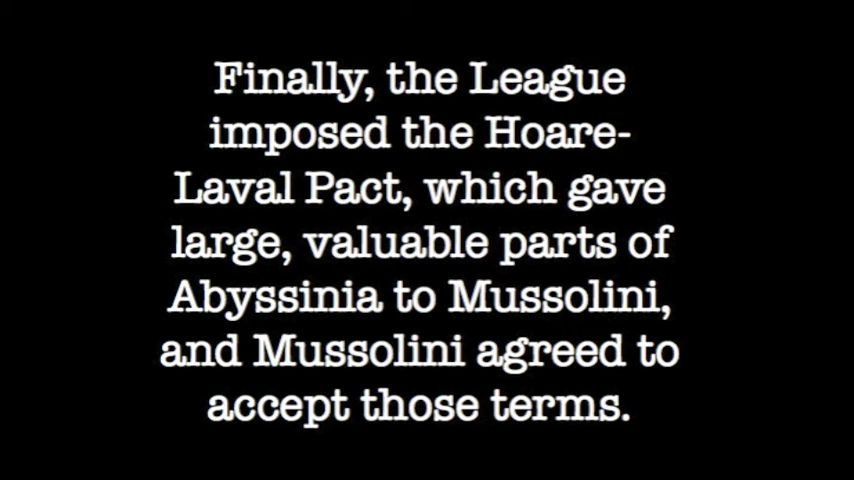 Finally, the League
imposed the Hoare-
Laval Pact, which gave
large, valuable parts of
Abyssinia to Mussolini,
and Mussolini agreed to
accept those terms.